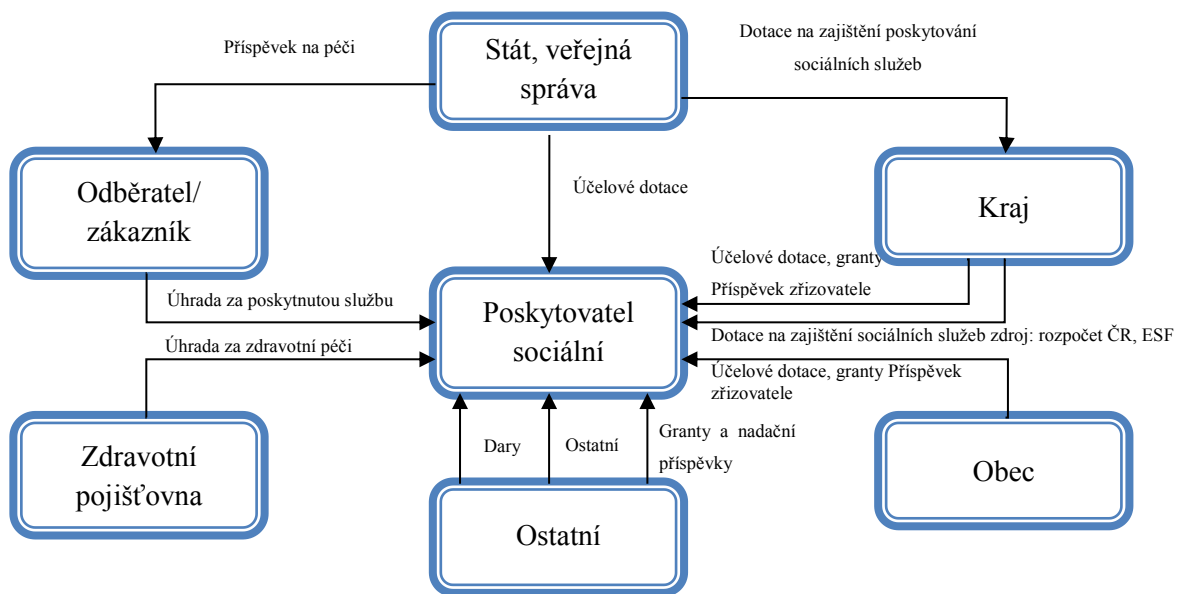 Příspěvek na péči
Stát, veřejná
správa
Dotace na zajištění poskytování
sociálních služeb
Odběratel/
zákazník
Účelové dotace
Kraj
Účelové dotace, granty
Příspěvek zřizovatele
Úhrada za poskytnutou službu
Poskytovatel
sociální
Dotace na zajištění sociálních služeb zdroj: rozpočet ČR, ESF
Úhrada za zdravotní péči
Účelové dotace, granty Příspěvek
zřizovatele
Zdravotní
pojišťovna
Dary
Ostatní
Granty a nadační
příspěvky
Obec
Ostatní